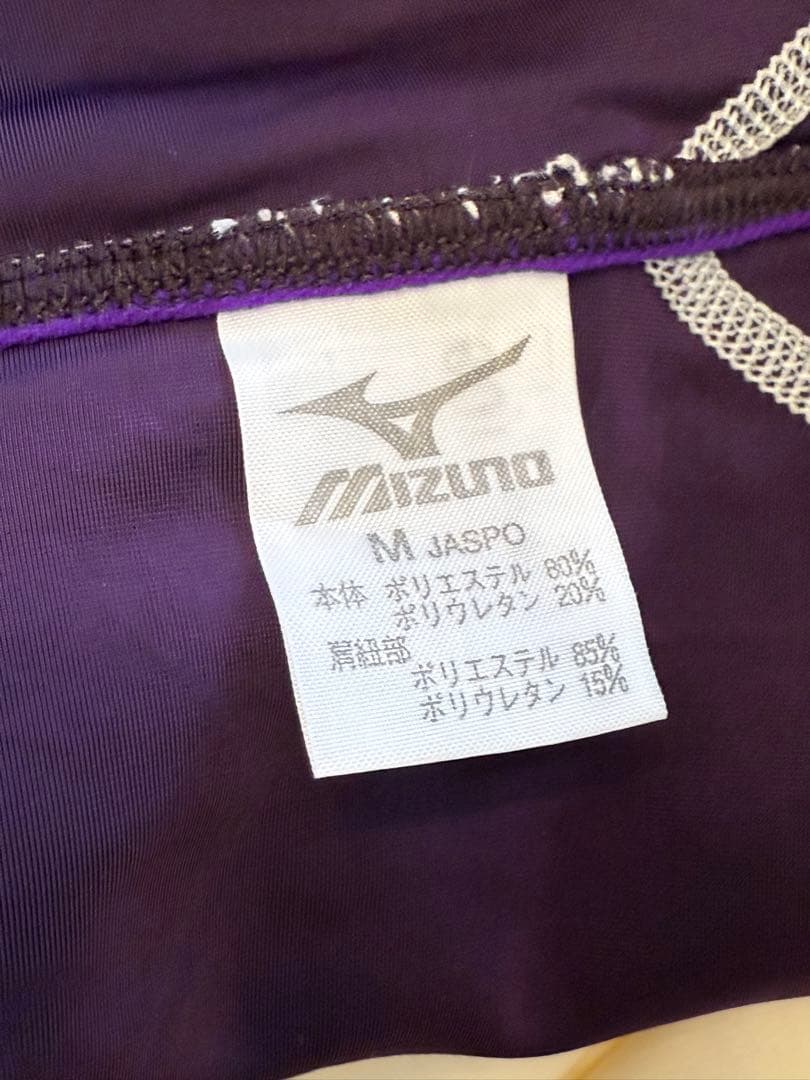 MIZUNO
M JASPO
本体 ポリエステル 80%
ポリウレタン 20%
肩紐部
ポリエステル 85%
ポリウレタン 15%